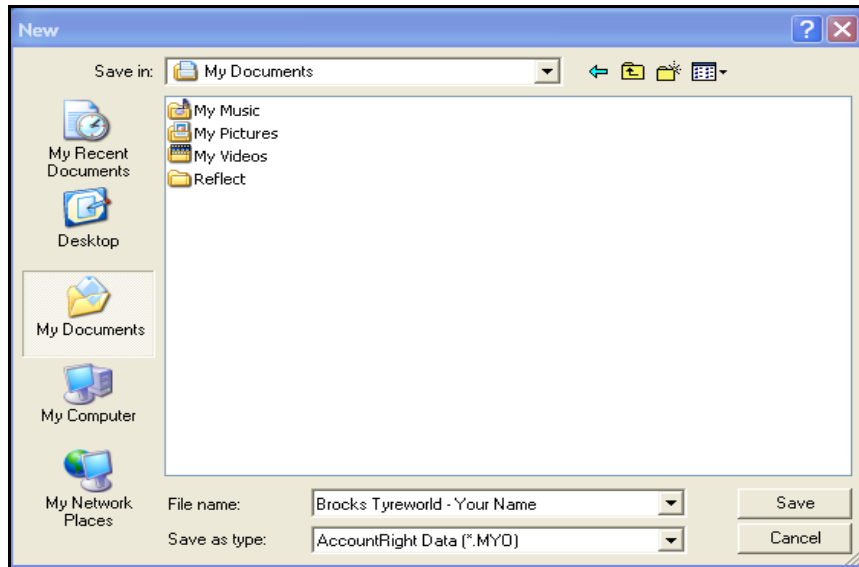 New
Save in:
My Documents
My Recent
Documents
Desktop
My Documents
My Computer
My Network
Places
My Music
My Pictures
My Videos
Reflect
File name:
Brocks Tyreworld - Your Name
Save
Save as type:
AccountRight Data (*.MYO)
Cancel